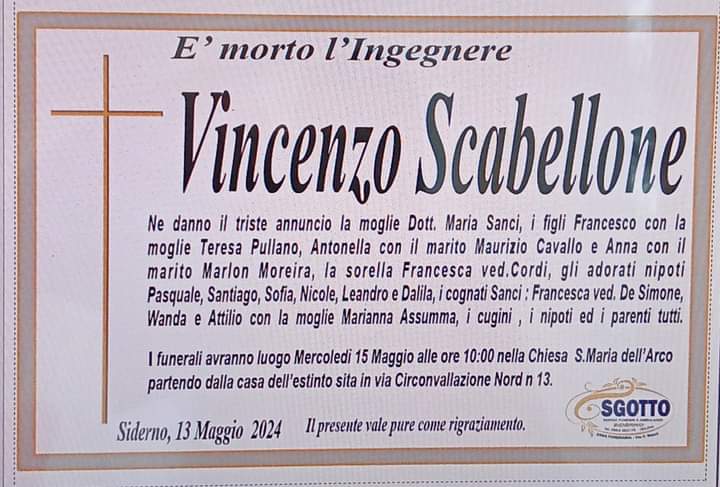 E' morto l'Ingegnere
Vincenzo Scabellone
Ne danno il triste annuncio la moglie Dott. Maria Sanci, i figli Francesco con la
moglie Teresa Pullano, Antonella con il marito Maurizio Cavallo e Anna con il
marito Marlon Moreira, la sorella Francesca ved.Cordi, gli adorati nipoti
Pasquale, Santiago, Sofia, Nicole, Leandro e Dalila, i cognati Sanci : Francesca ved. De Simone,
Wanda e Attilio con la moglie Marianna Assumma, i cugini , i nipoti ed i parenti tutti.
I funerali avranno luogo Mercoledi 15 Maggio alle ore 10:00 nella Chiesa S.Maria dell'Arco
partendo dalla casa dell'estinto sita in via Circonvallazione Nord n 13.
SGOTTO
Siderno, 13 Maggio 2024 Il presente vale pure come rigraziamento.